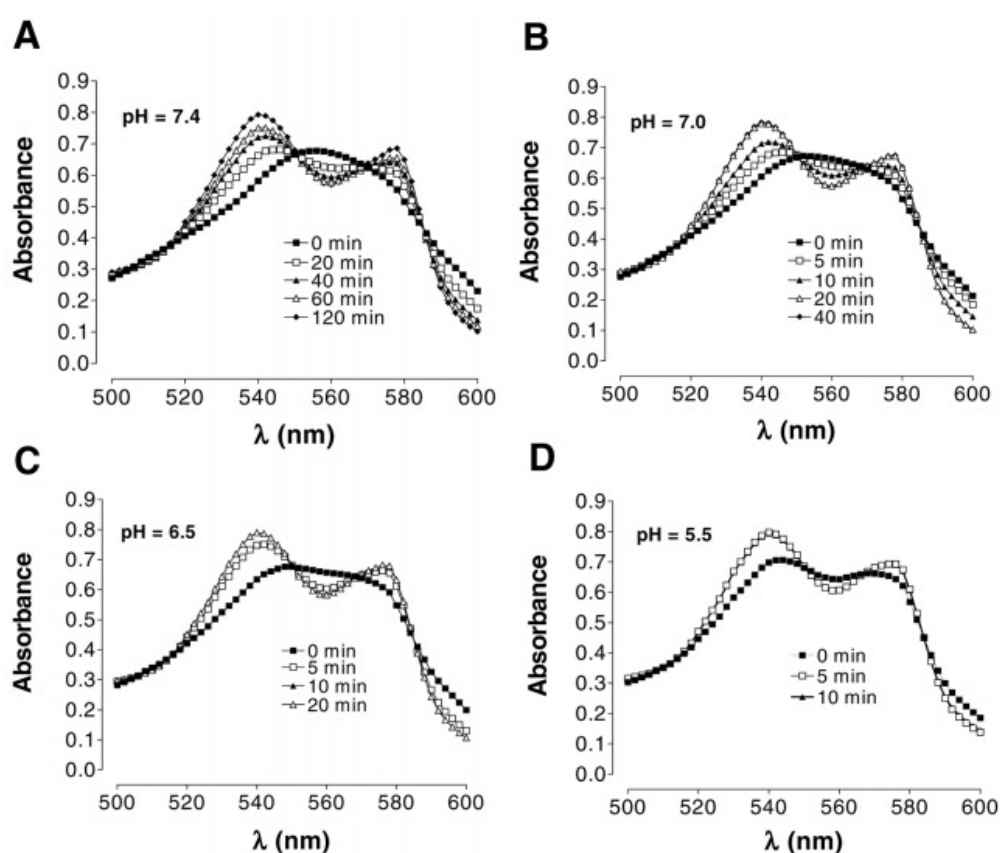 A
pH = 7.4
Absorbance
0.9
0.8
0.7
0.6
0.5
0.4
0.3
0.2
0.1
0.0
0 min
20 min
40 min
60 min
120 min
500 520 540 560 580 600
λ (nm)
B
pH = 7.0
Absorbance
0.9
0.8
0.7
0.6
0.5
0.4
0.3
0.2
0.1
0.0
0 min
5 min
10 min
20 min
40 min
500 520 540 560 580 600
λ (nm)
C
pH = 6.5
Absorbance
0.9
0.8
0.7
0.6
0.5
0.4
0.3
0.2
0.1
0.0
0 min
5 min
10 min
20 min
500 520 540 560 580 600
λ (nm)
D
pH = 5.5
Absorbance
0.9
0.8
0.7
0.6
0.5
0.4
0.3
0.2
0.1
0.0
0 min
5 min
10 min
500 520 540 560 580 600
λ (nm)